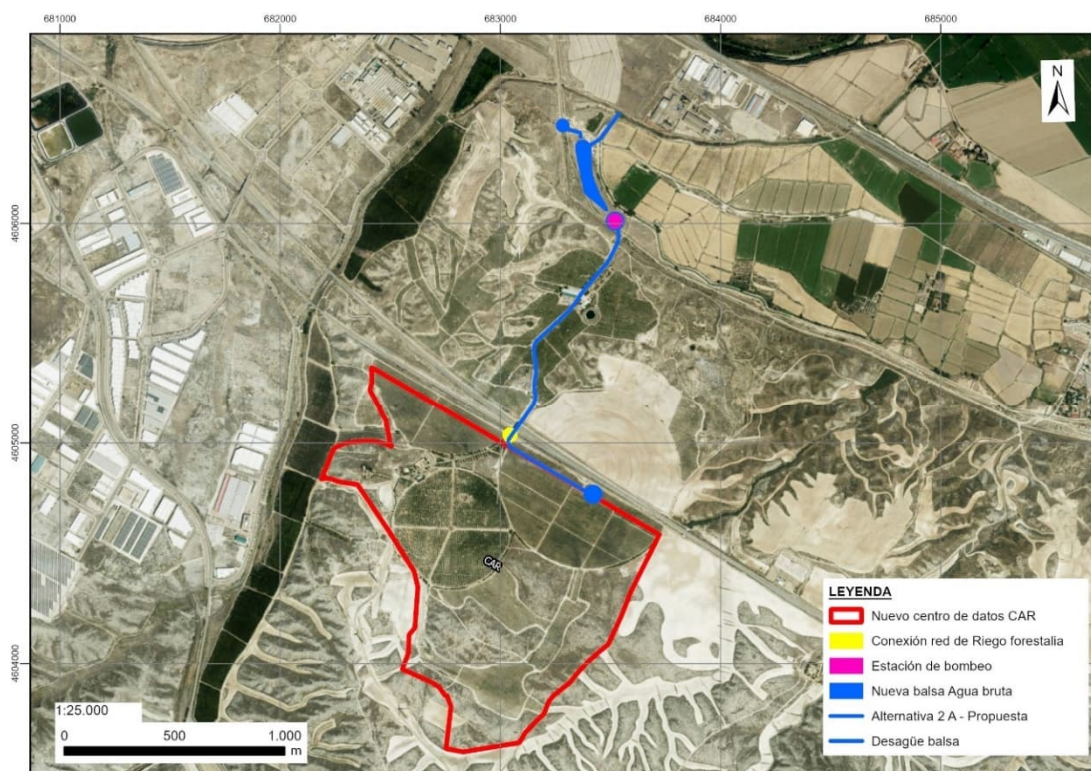 681000 682000 683000 684000 685000
N
4606000
4605000
4604000
CAR
LEYENDA
Nuevo centro de datos CAR
Conexión red de Riego forestalia
Estación de bombeo
Nueva balsa Agua bruta
Alternativa 2 A - Propuesta
Desagüe balsa
1:25.000
0 500 1.000
m